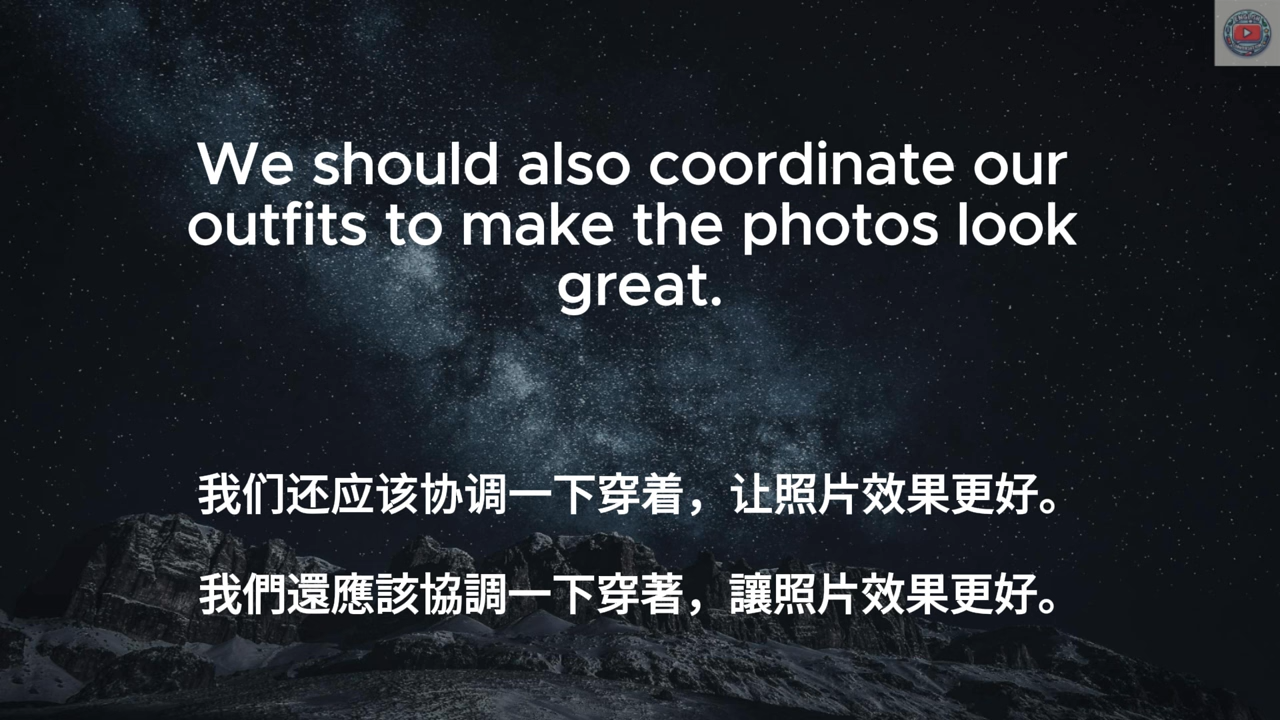 We should also coordinate our
outfits to make the photos look
great.
我们还应该协调一下穿着，让照片效果更好。
我們還應該協調一下穿著，讓照片效果更好。